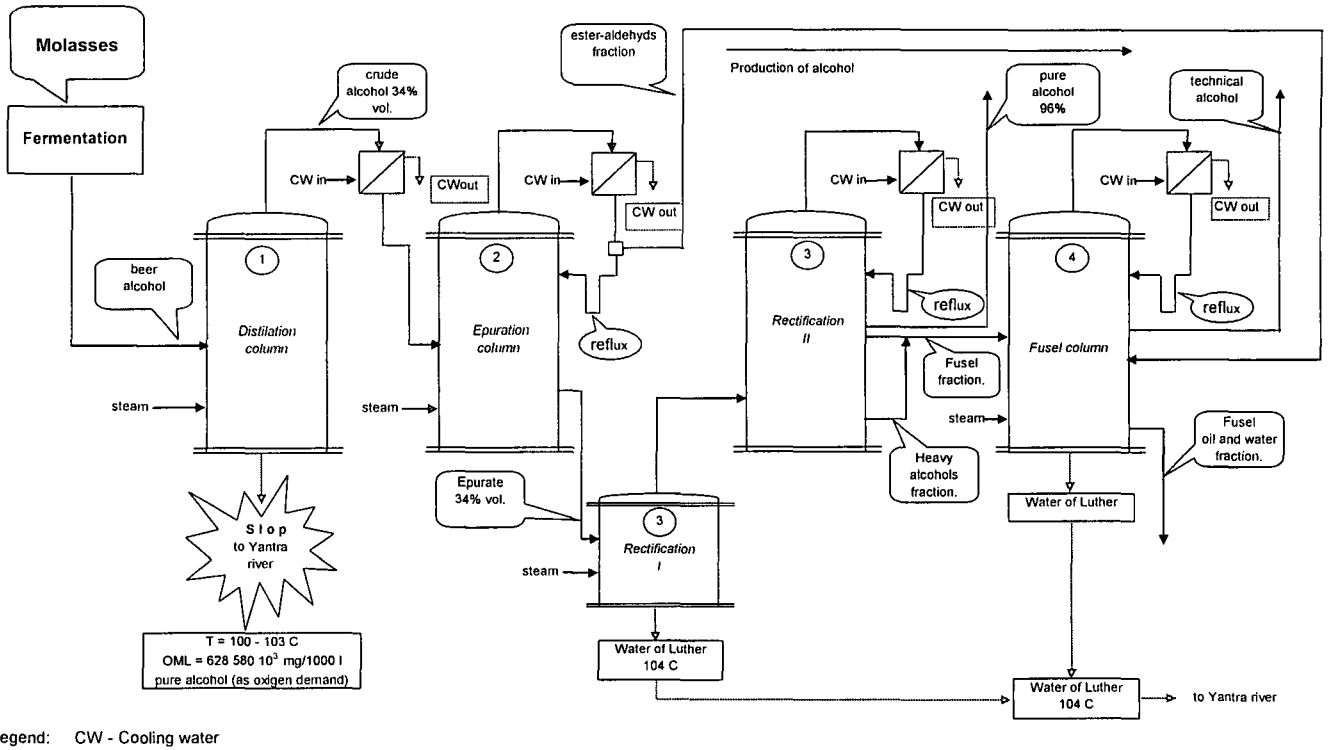 Molasses
Fermentation
beer
alcohol
crude
alcohol 34%
vol.
CW in
CWout
1
Distilation
column
steam
S t o p
to Yantra
river
T = 100 - 103 C
OML = 628 580 10³ mg/1000 l
pure alcohol (as oxigen demand)
CW in
CW out
2
Epuration
column
reflux
steam
Epurate
34% vol.
ester-aldehyds
fraction
Production of alcohol
3
Rectification
I
steam
Water of Luther
104 C
3
Rectification
II
CW in
CW out
reflux
pure
alcohol
96%
Fusel
fraction.
Heavy
alcohols
fraction.
4
Fusel column
CW in
CW out
reflux
technical
alcohol
steam
Fusel
oil and water
fraction.
Water of Luther
Water of Luther
104 C
to Yantra river
egend: CW - Cooling water